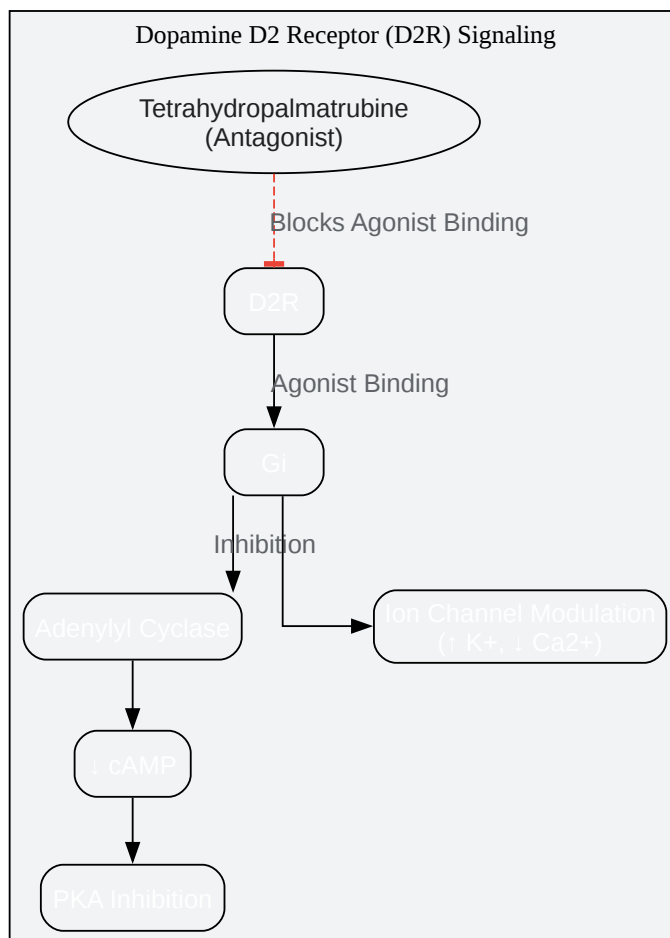 Dopamine D2 Receptor (D2R) Signaling
Tetrahydropalmatrubine
(Antagonist)
Blocks Agonist Binding
D2R
Agonist Binding
Gi
Inhibition
Adenylyl Cyclase
Ion Channel Modulation
(↑ K+, ↓ Ca2+)
↓ cAMP
PKA Inhibition